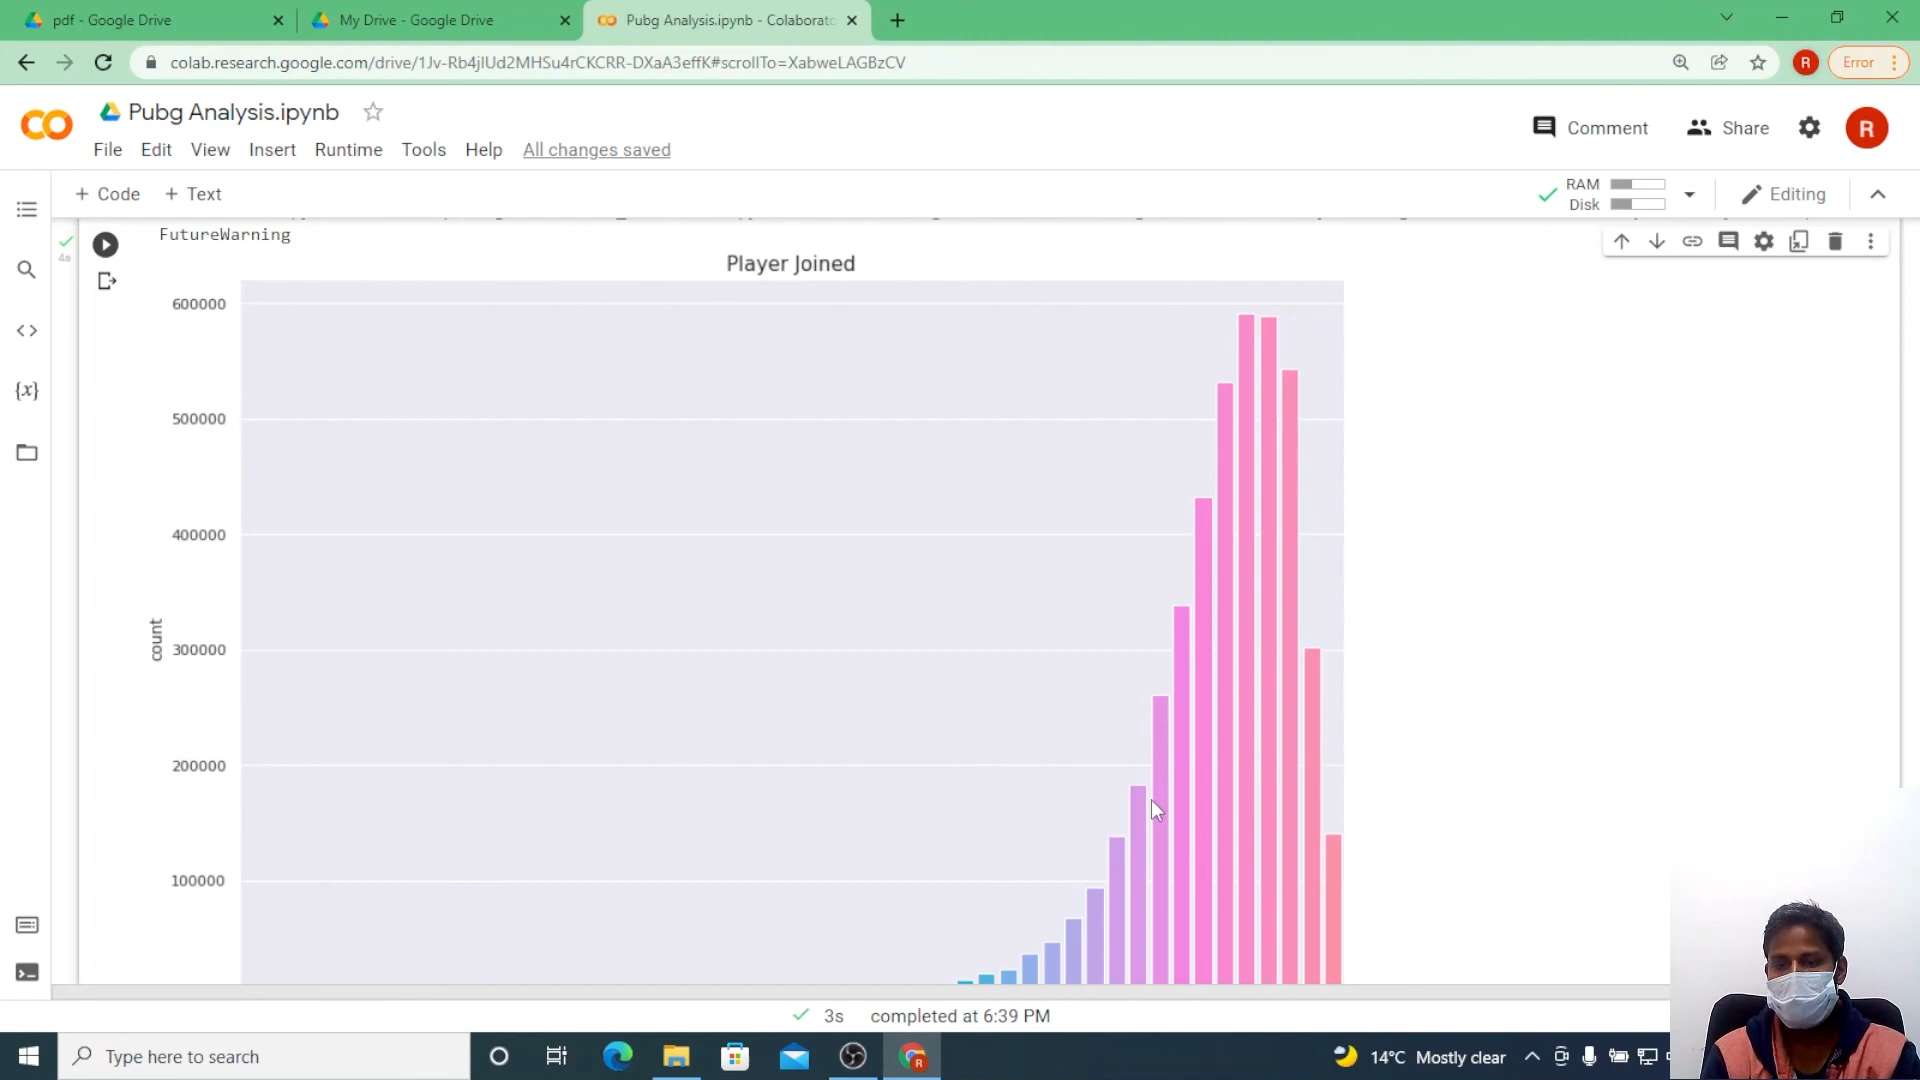 pdf - Google Drive
My Drive - Google Drive
Pubg Analysis.ipynb - Colaborato
colab.research.google.com/drive/1Jv-Rb4jlUd2MHSu4rCKCRR-DXaA3effK#scrollTo=XabweLAGBzCV
R
Error
CO
Pubg Analysis.ipynb
Comment
Share
R
File Edit View Insert Runtime Tools Help All changes saved
+ Code + Text
RAM
Disk
Editing
4s
FutureWarning
Player Joined
600000
500000
400000
count
300000
200000
100000
{x}
3s completed at 6:39 PM
Type here to search
14°C Mostly clear